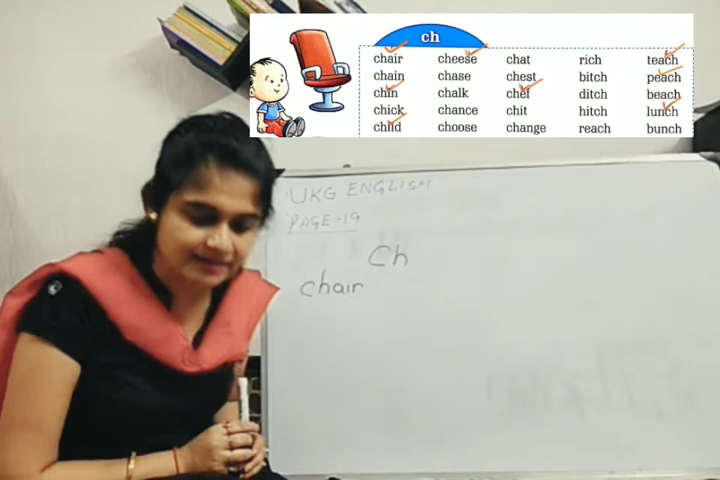 ch
chair cheese chat rich teach
chain chase chest bitch peach
chin chalk chef ditch beach
chick chance chit hitch lunch
child choose change reach bunch
UKG ENGLISH
PAGE-19
Ch
chair